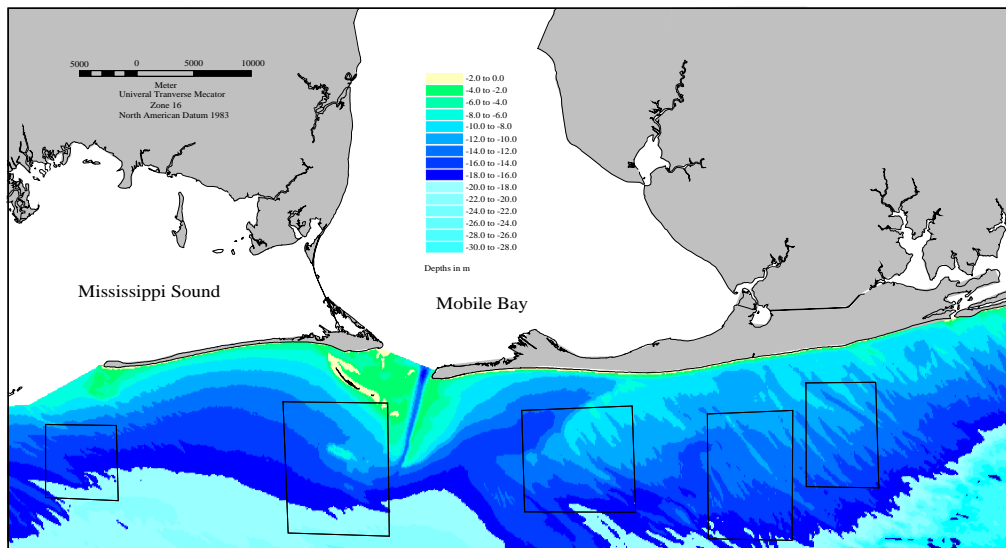 5000 0 5000 10000
Meter
Univeral Tranverse Mecator
Zone 16
North American Datum 1983
-2.0 to 0.0
-4.0 to -2.0
-6.0 to -4.0
-8.0 to -6.0
-10.0 to -8.0
-12.0 to -10.0
-14.0 to -12.0
-16.0 to -14.0
-18.0 to -16.0
-20.0 to -18.0
-22.0 to -20.0
-24.0 to -22.0
-26.0 to -24.0
-28.0 to -26.0
-30.0 to -28.0
Depths in m
Mississippi Sound
Mobile Bay